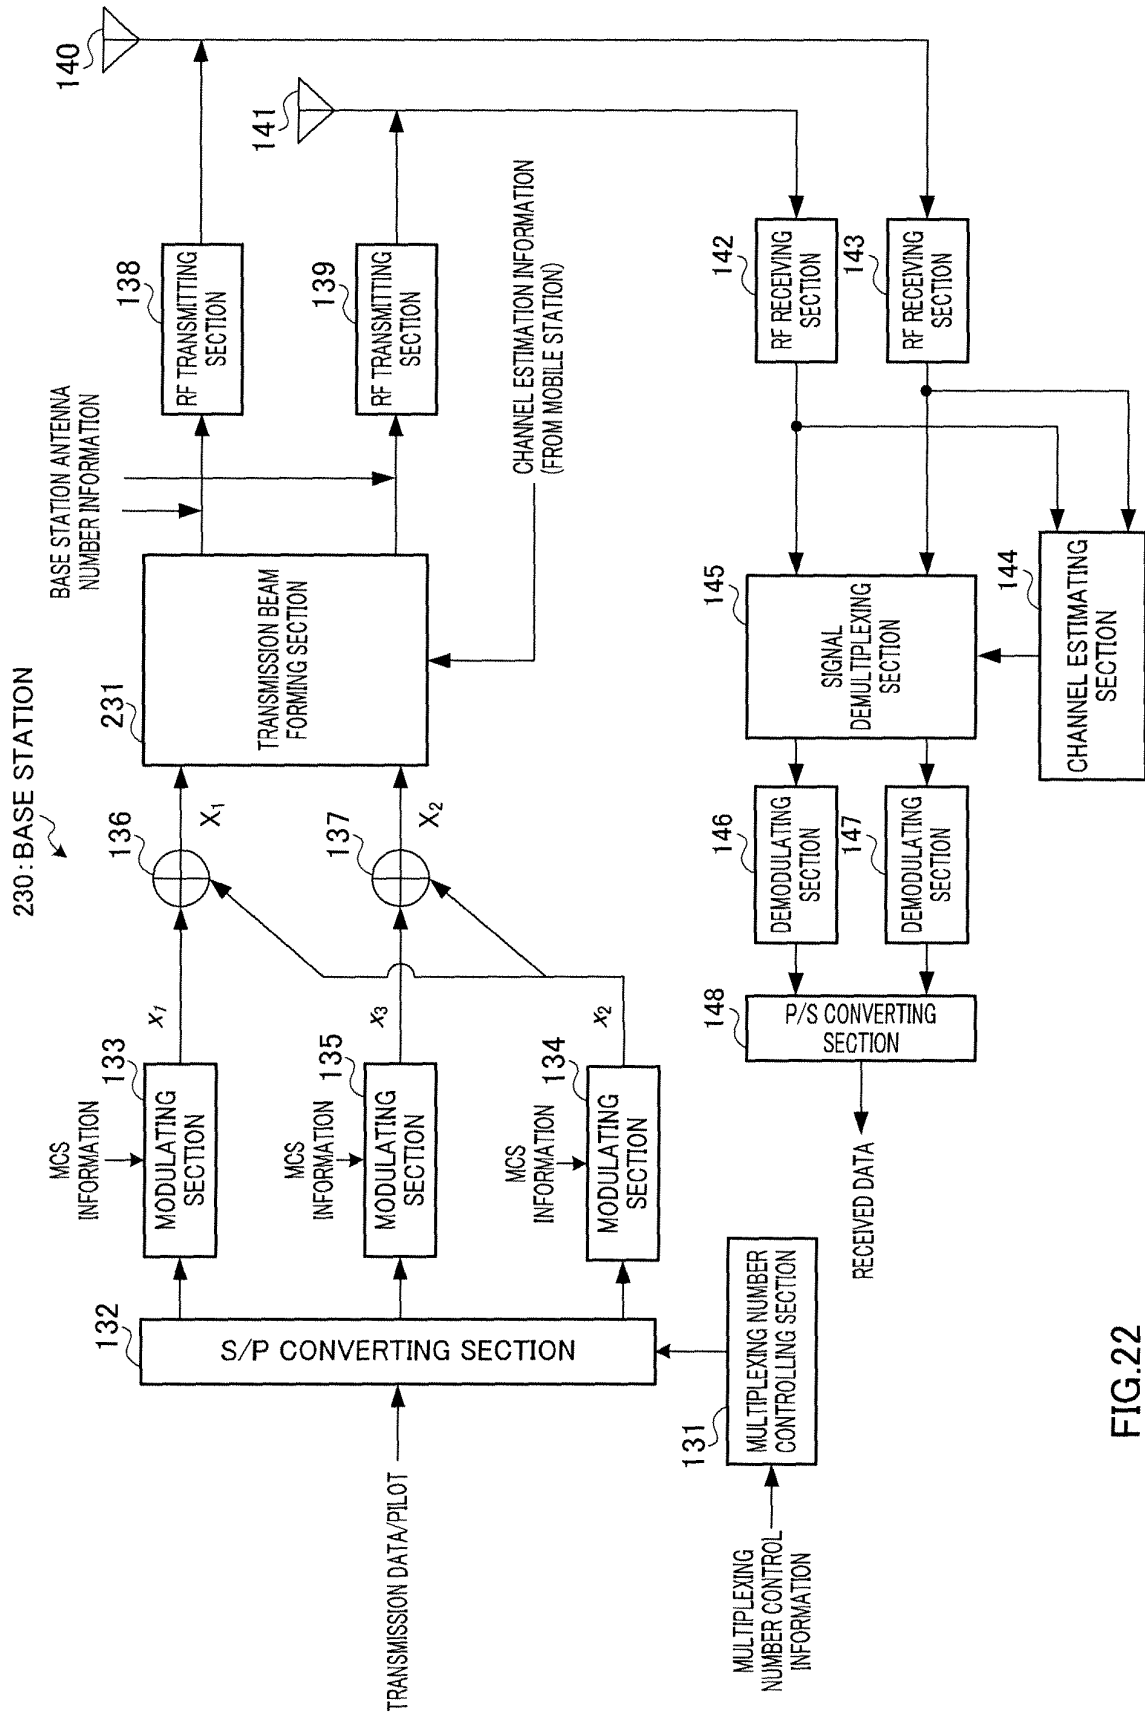 230:BASE STATION
TRANSMISSION DATA/PILOT
132
S/P CONVERTING SECTION
MULTIPLEXING
NUMBER CONTROL
INFORMATION
131
MULTIPLEXING NUMBER
CONTROLLING SECTION
MCS
INFORMATION
133
MODULATING
SECTION
x1
MCS
INFORMATION
135
MODULATING
SECTION
x3
MCS
INFORMATION
134
MODULATING
SECTION
x2
136
X1
137
X2
231
TRANSMISSION BEAM
FORMING SECTION
BASE STATION ANTENNA
NUMBER INFORMATION
CHANNEL ESTIMATION INFORMATION
(FROM MOBILE STATION)
138
RF TRANSMITTING
SECTION
139
RF TRANSMITTING
SECTION
140
141
142
RF RECEIVING
SECTION
143
RF RECEIVING
SECTION
144
CHANNEL ESTIMATING
SECTION
145
SIGNAL
DEMULTIPLEXING
SECTION
146
DEMODULATING
SECTION
147
DEMODULATING
SECTION
148
P/S CONVERTING
SECTION
RECEIVED DATA
FIG.22